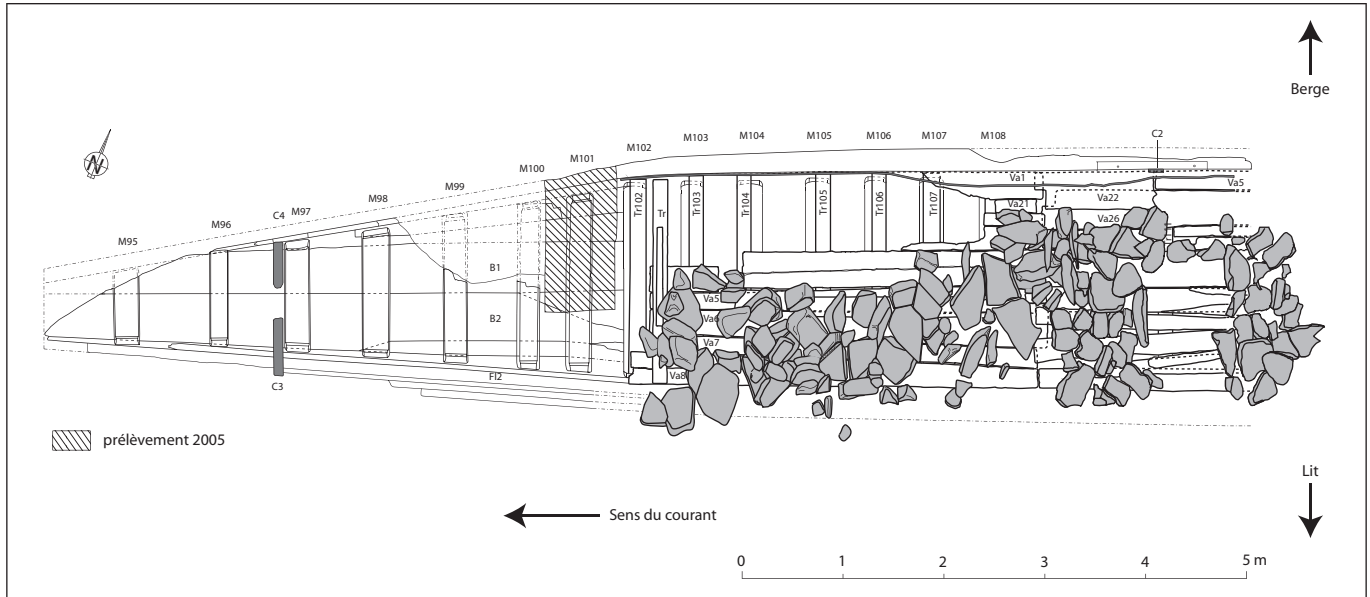 Berge
N
M95
M96
C4
M97
M98
M99
M100
M101
M102
M103
M104
M105
M106
M107
M108
C2
Tr102
Tr
Tr103
Tr104
Tr105
Tr106
Tr107
Va1
Va5
Va21
Va22
Va26
B1
B2
Va5
Va6
Va7
Va8
Fl2
C3
prélèvement 2005
Lit
Sens du courant
0 1 2 3 4 5 m